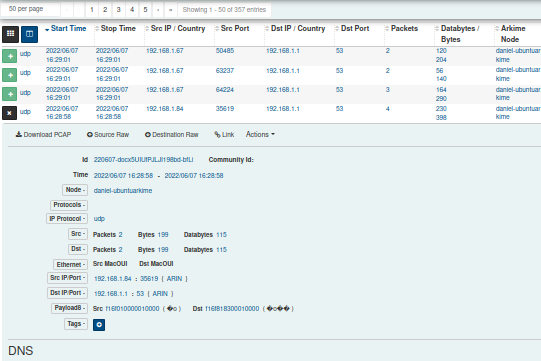 50 per page « ‹ 1 2 3 4 5 › » Showing 1 - 50 of 357 entries
Start Time Stop Time Src IP / Country Src Port Dst IP / Country Dst Port Packets Databytes / Bytes Arkime Node
udp 2022/06/07 16:29:01 2022/06/07 16:29:01 192.168.1.67 50485 192.168.1.1 53 2 120 204 daniel-ubuntuarkime
udp 2022/06/07 16:29:01 2022/06/07 16:29:01 192.168.1.67 63237 192.168.1.1 53 2 56 140 daniel-ubuntuarkime
udp 2022/06/07 16:29:01 2022/06/07 16:29:01 192.168.1.67 64224 192.168.1.1 53 3 164 290 daniel-ubuntuarkime
udp 2022/06/07 16:28:58 2022/06/07 16:28:58 192.168.1.84 35619 192.168.1.1 53 4 230 398 daniel-ubuntuarkime
Download PCAP Source Raw Destination Raw Link Actions
Id Community Id:
Time 2022/06/07 16:28:58 - 2022/06/07 16:28:58
Node daniel-ubuntuarkime
Protocols
IP Protocol udp
Src Packets 2 Bytes 199 Databytes 115
Dst Packets 2 Bytes 199 Databytes 115
Ethernet Src Mac OUI Dst Mac OUI
Src IP/Port 192.168.1.84 : 35619 ( ARIN )
Dst IP/Port 192.168.1.1 : 53 ( ARIN )
Payload8 Src f16f010000010000 ( �o ) Dst f16f818300010000 ( �o�� )
Tags
DNS